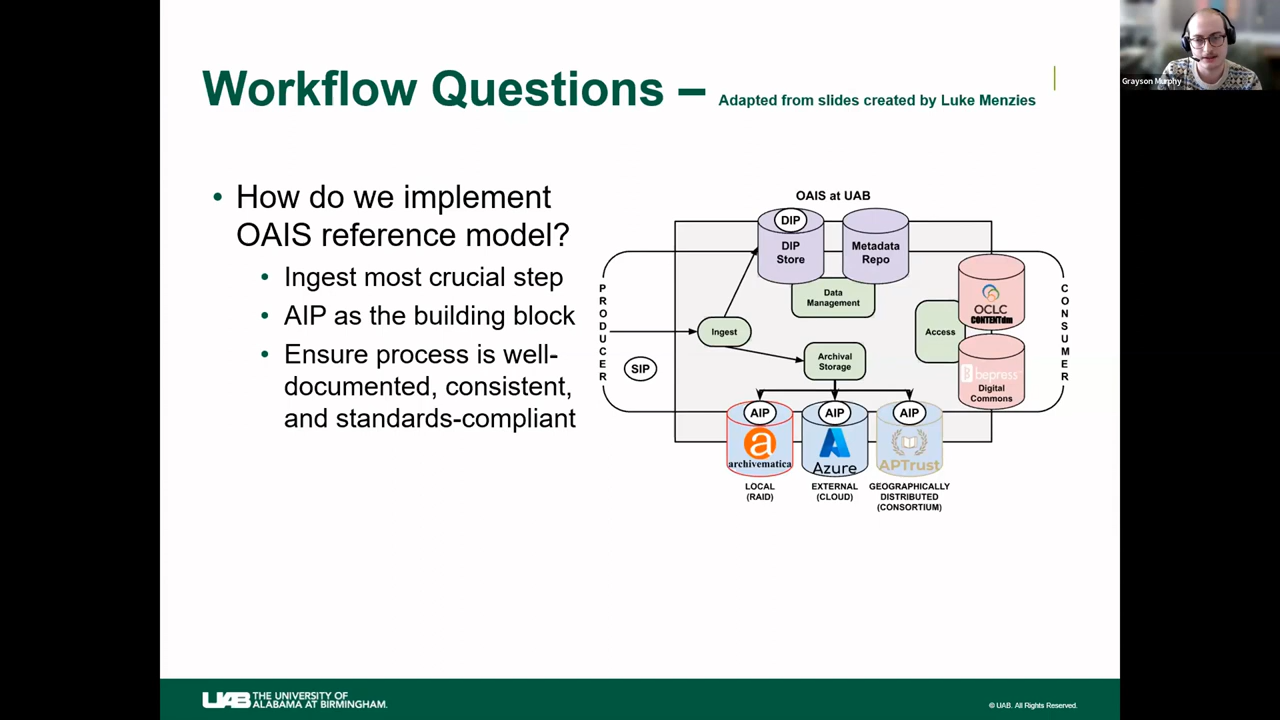 Workflow Questions – Adapted from slides created by Luke Menzies
Grayson Murphy
• How do we implement
OAIS reference model?
• Ingest most crucial step
• AIP as the building block
• Ensure process is well-
documented, consistent,
and standards-compliant
OAIS at UAB
DIP
DIP
Store
Metadata
Repo
Data
Management
PRODUCER
Ingest
SIP
Archival
Storage
Access
OCLC
CONTENTdm
bepress
Digital
Commons
CONSUMER
AIP
AIP
AIP
a
archivematica
Azure
APTrust
LOCAL
(RAID)
EXTERNAL
(CLOUD)
GEOGRAPHICALLY
DISTRIBUTED
(CONSORTIUM)
UAB THE UNIVERSITY OF
ALABAMA AT BIRMINGHAM.
© UAB. All Rights Reserved.